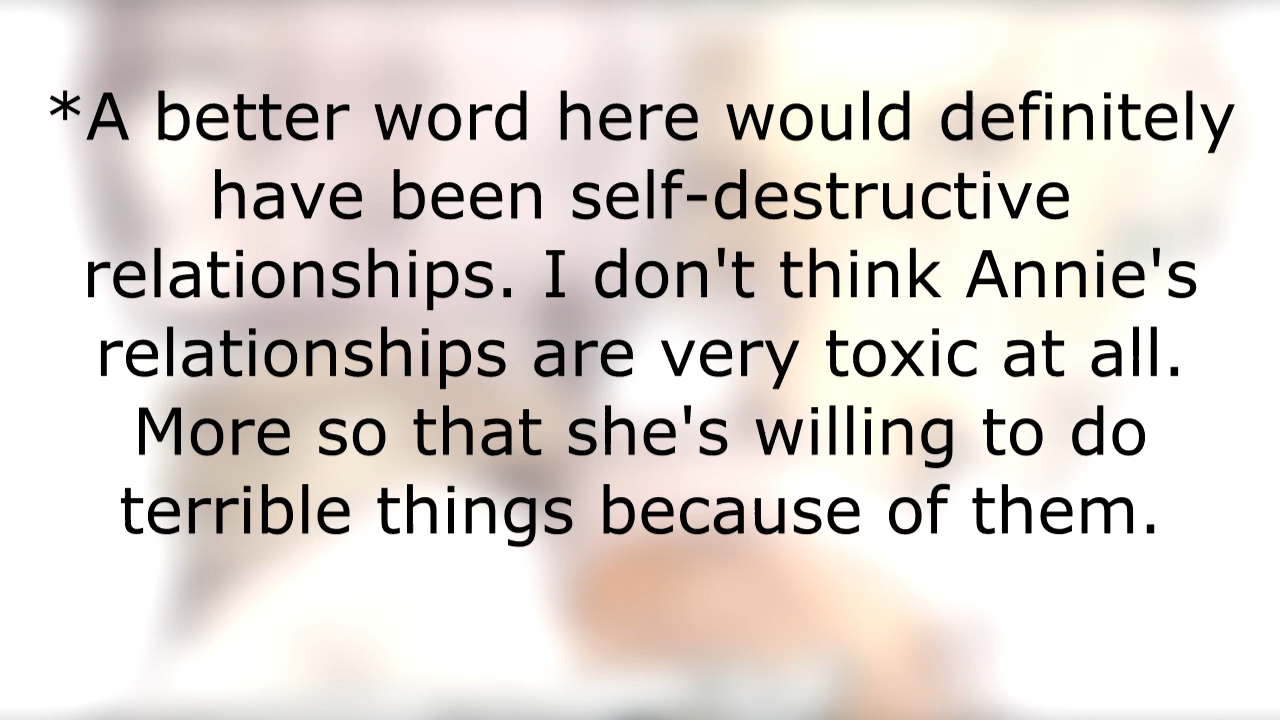 *A better word here would definitely
have been self-destructive
relationships. I don't think Annie's
relationships are very toxic at all.
More so that she's willing to do
terrible things because of them.